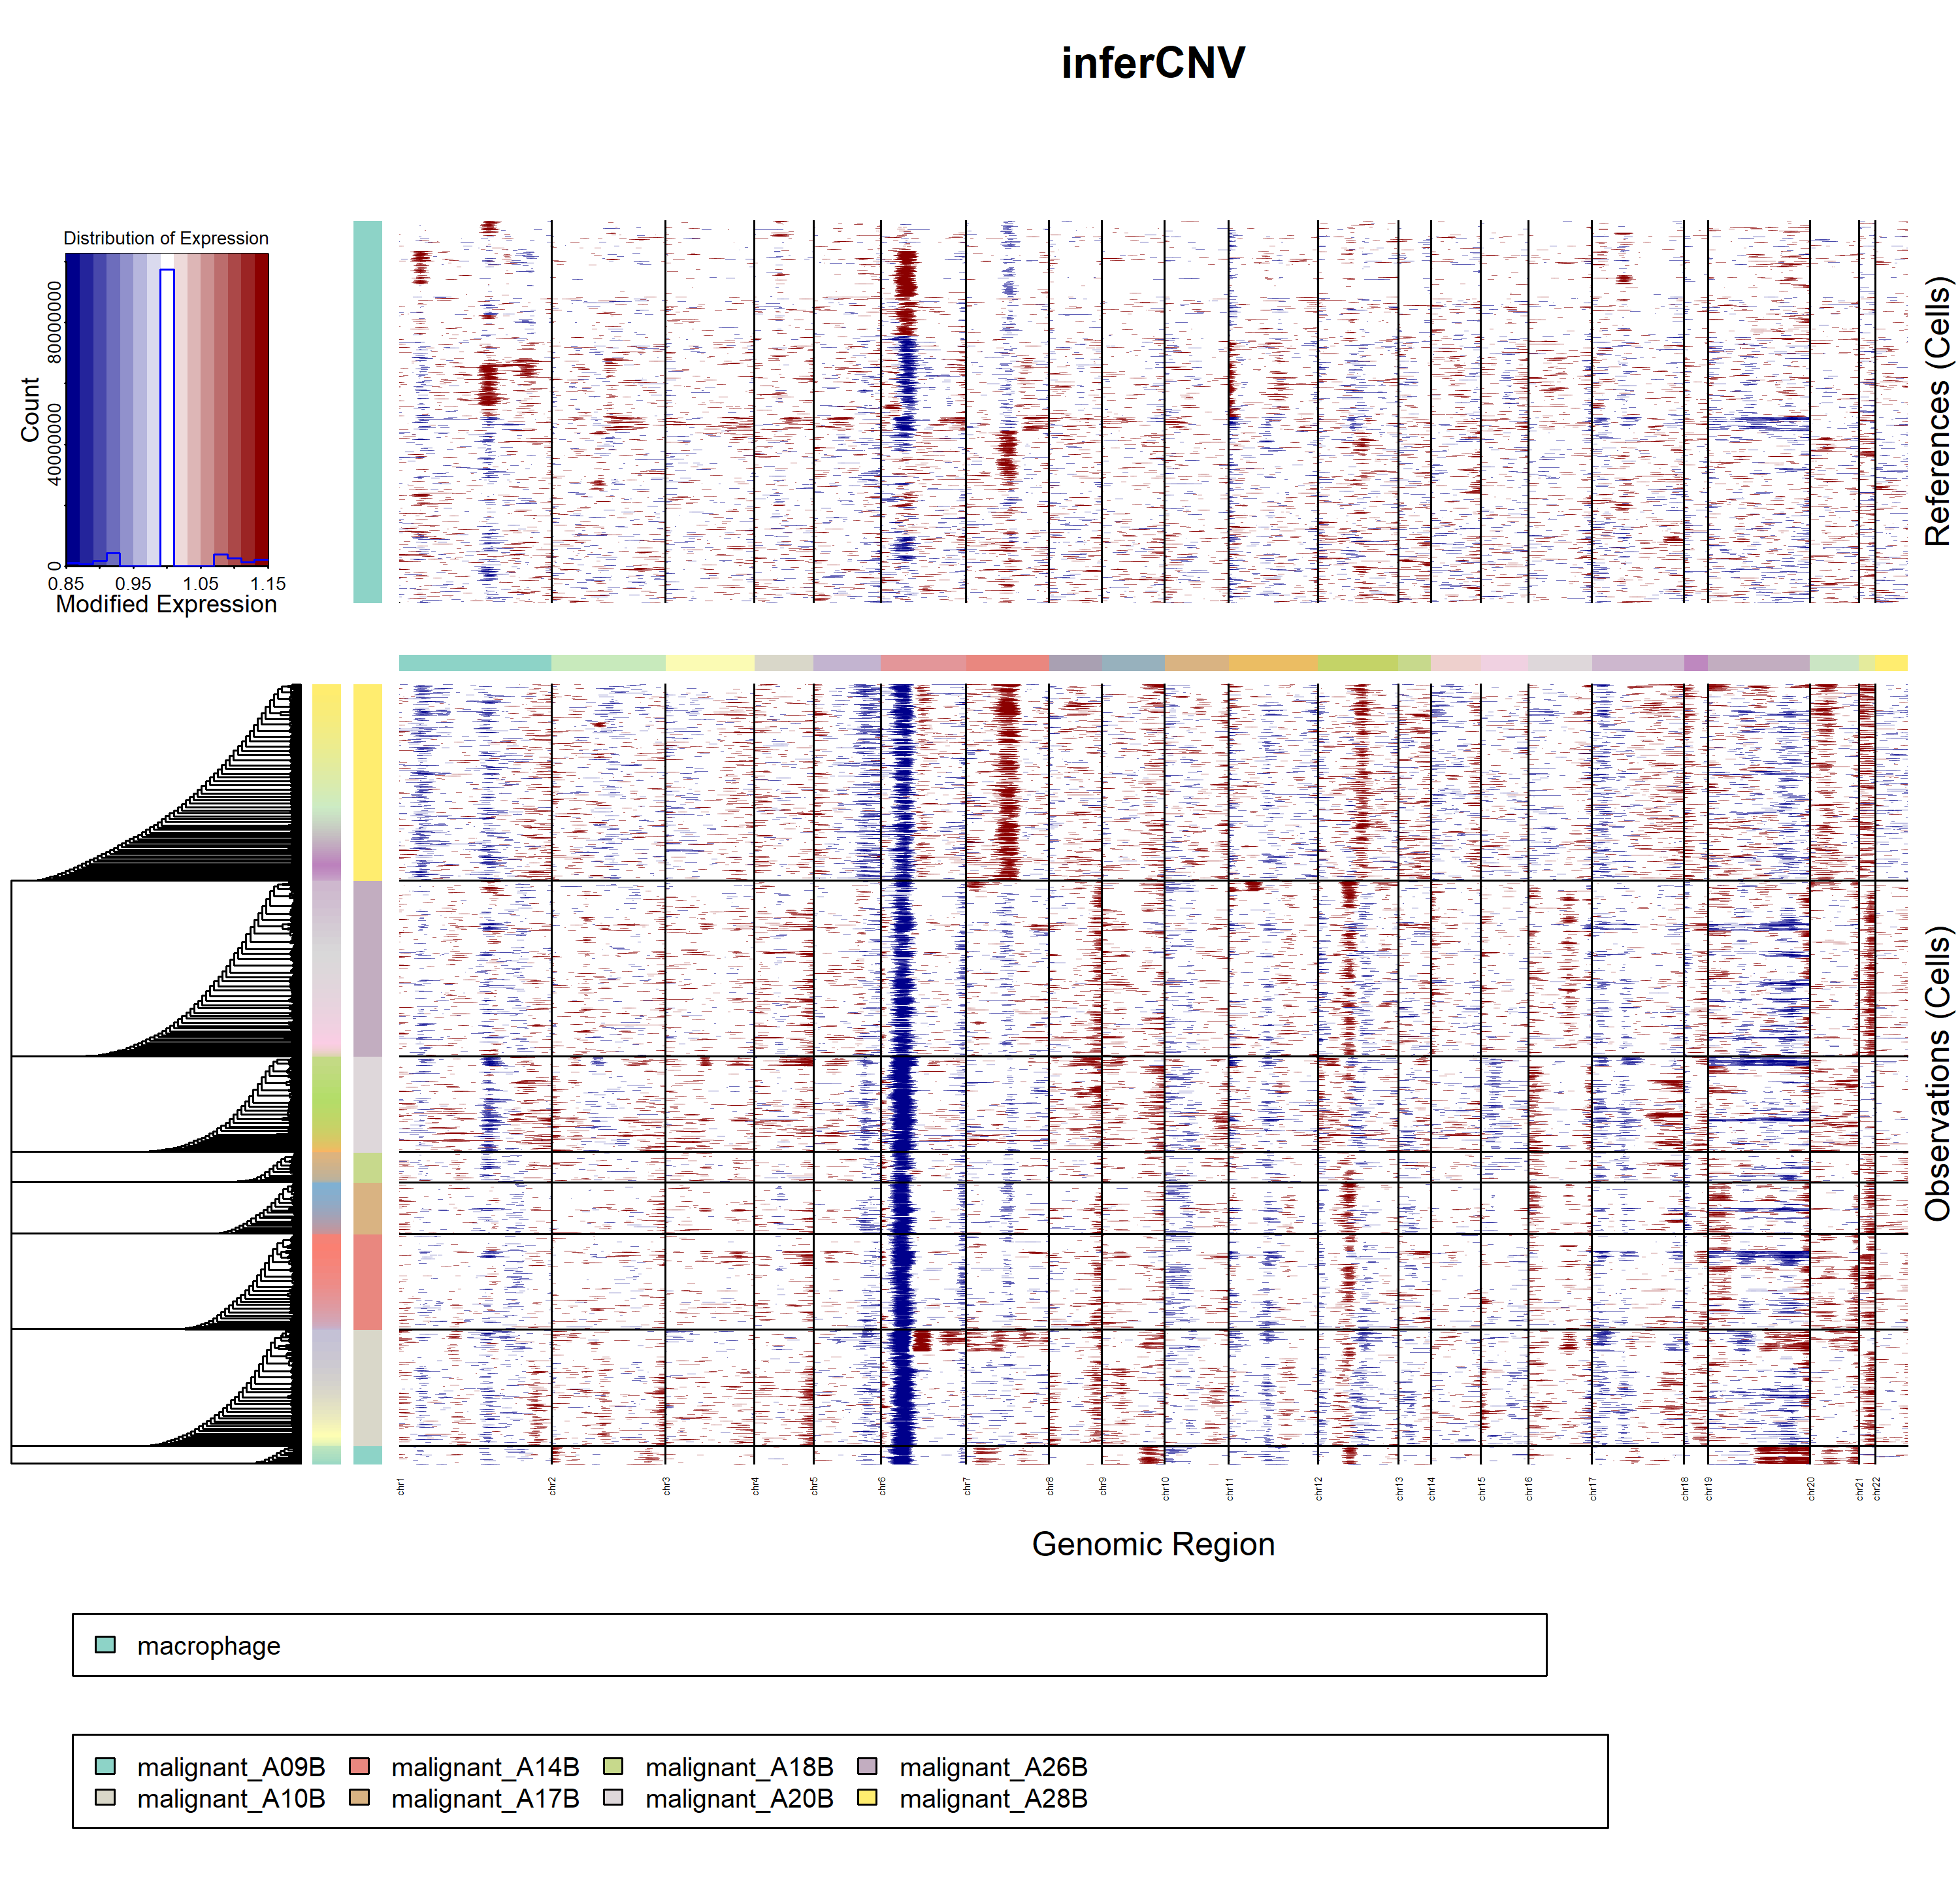 inferCNV
Distribution of Expression
Count
0
40000000
80000000
0.85 0.95 1.05 1.15
Modified Expression
References (Cells)
Observations (Cells)
chr1 chr2 chr3 chr4 chr5 chr6 chr7 chr8 chr9 chr10 chr11 chr12 chr13 chr14 chr15 chr16 chr17 chr18 chr19 chr20 chr21 chr22
Genomic Region
macrophage
malignant_A09B malignant_A14B malignant_A18B malignant_A26B
malignant_A10B malignant_A17B malignant_A20B malignant_A28B